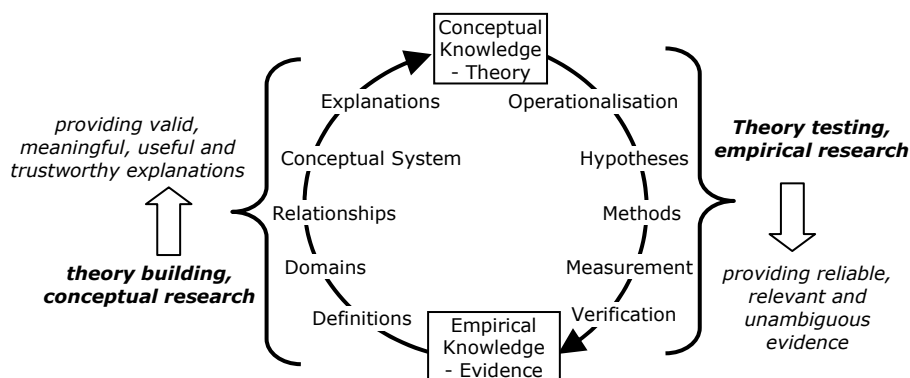 Conceptual
Knowledge
- Theory
Explanations
Operationalisation
providing valid,
meaningful, useful and
trustworthy explanations
Conceptual System
Hypotheses
Theory testing,
empirical research
Relationships
Methods
theory building,
conceptual research
Domains
Measurement
providing reliable,
relevant and
unambiguous
evidence
Definitions
Verification
Empirical
Knowledge
- Evidence